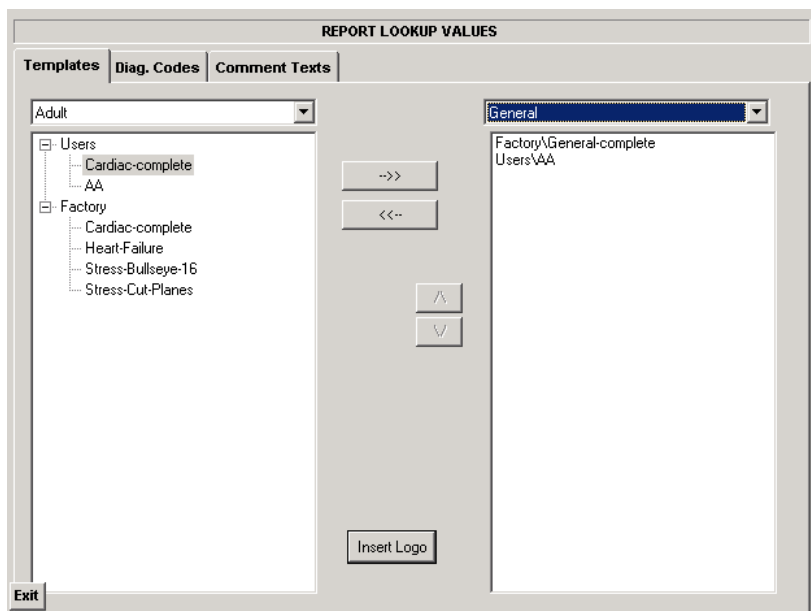 REPORT LOOKUP VALUES
Templates Diag. Codes Comment Texts
Adult
General
Users
Cardiac-complete
AA
Factory
Cardiac-complete
Heart-Failure
Stress-Bullseye-16
Stress-Cut-Planes
-->>
<<--
/\
\/
Factory\General-complete
Users\AA
Insert Logo
Exit